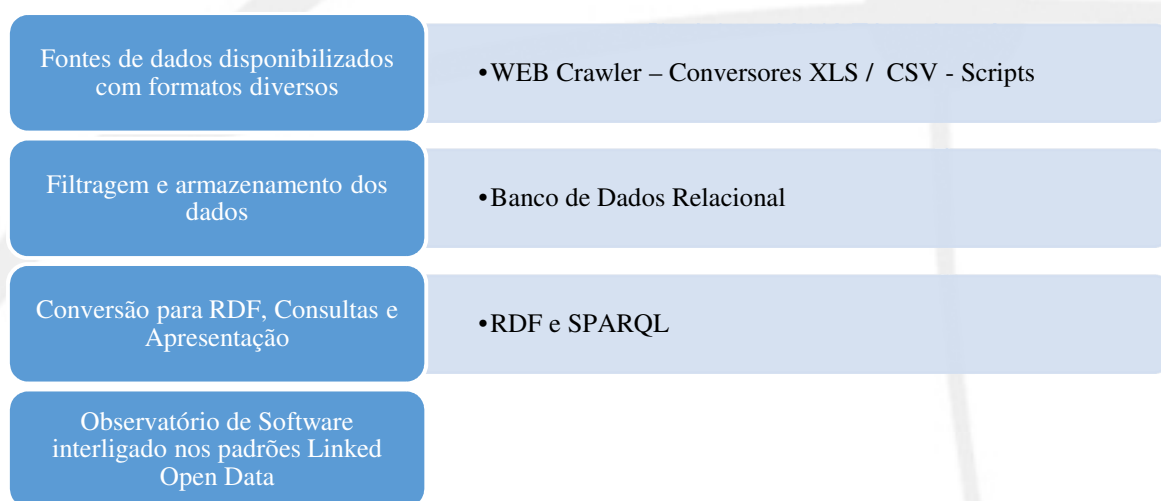 Fontes de dados disponibilizados
com formatos diversos
•WEB Crawler – Conversores XLS / CSV - Scripts
Filtragem e armazenamento dos
dados
•Banco de Dados Relacional
Conversão para RDF, Consultas e
Apresentação
•RDF e SPARQL
Observatório de Software
interligado nos padrões Linked
Open Data